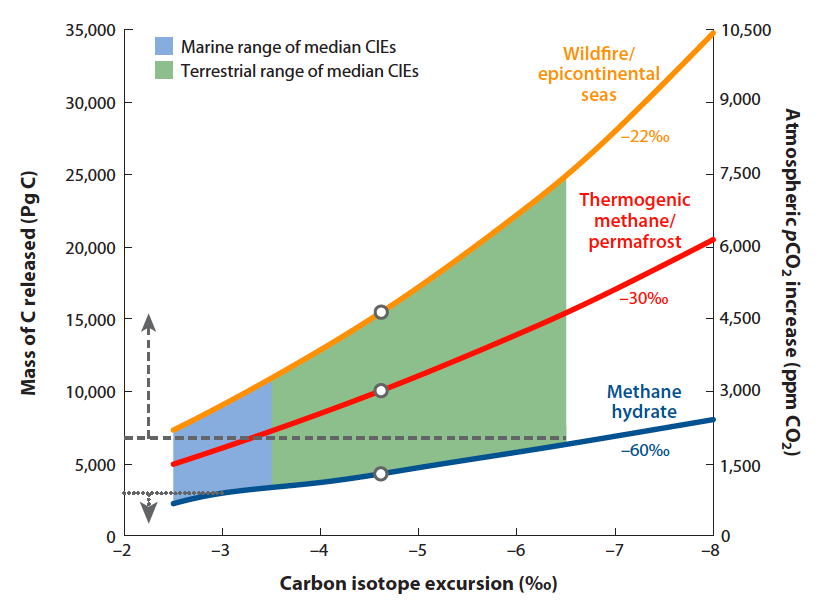 35,000
30,000
25,000
20,000
15,000
10,000
5,000
0
Mass of C released (Pg C)
Marine range of median CIEs
Terrestrial range of median CIEs
Wildfire/
epicontinental
seas
–22‰
Thermogenic
methane/
permafrost
–30‰
Methane
hydrate
–60‰
10,500
9,000
7,500
6,000
4,500
3,000
1,500
0
Atmospheric pCO₂ increase (ppm CO₂)
–2
–3
–4
–5
–6
–7
–8
Carbon isotope excursion (‰)